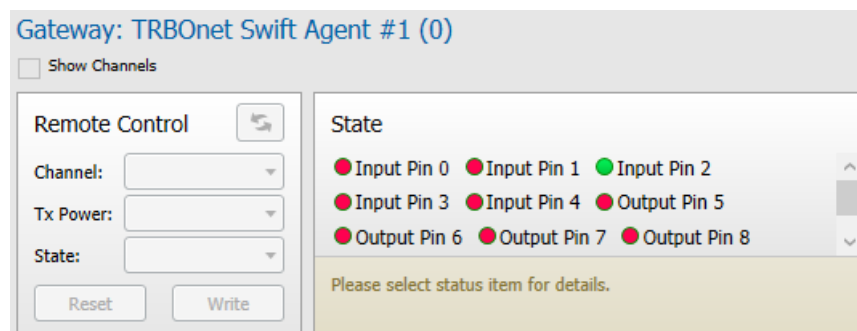 Gateway: TRBOnet Swift Agent #1 (0)
Show Channels
Remote Control
Channel:
Tx Power:
State:
Reset Write
State
Input Pin 0 Input Pin 1 Input Pin 2
Input Pin 3 Input Pin 4 Output Pin 5
Output Pin 6 Output Pin 7 Output Pin 8
Please select status item for details.